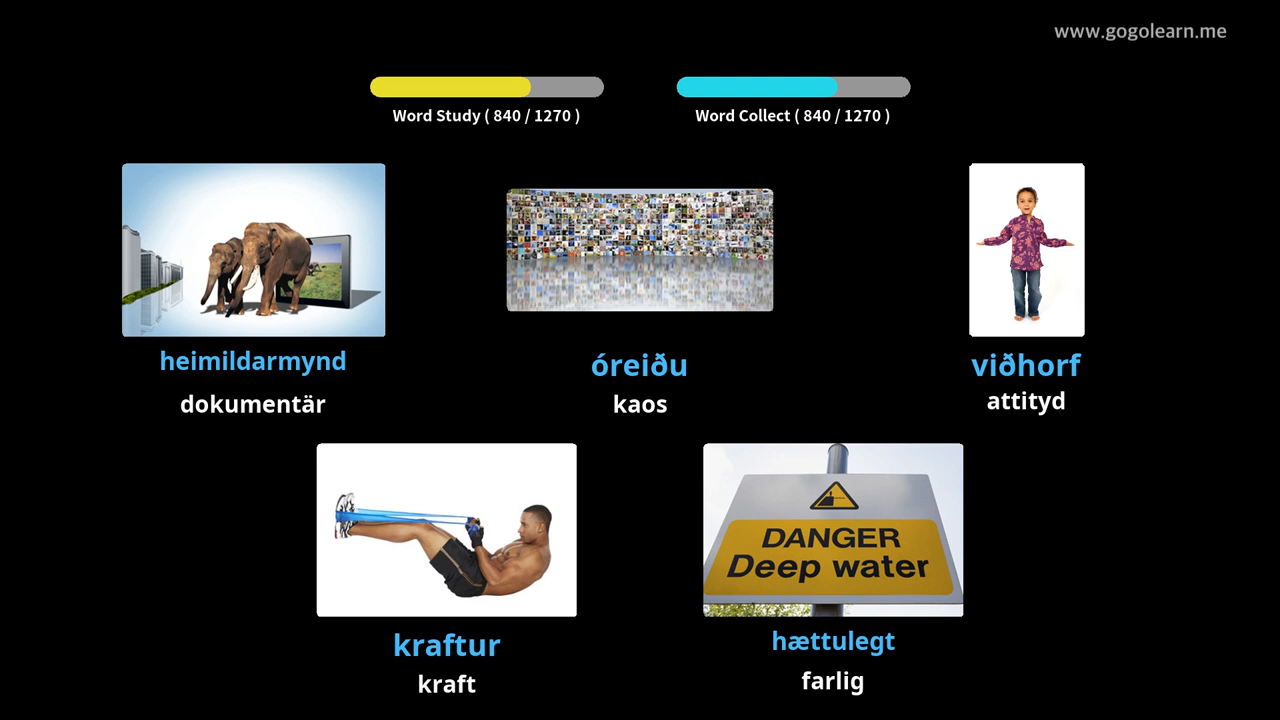 www.gogolearn.me
Word Study ( 840 / 1270 )
Word Collect ( 840 / 1270 )
heimildarmynd
dokumentär
óreiðu
kaos
viðhorf
attityd
DANGER
Deep water
kraftur
kraft
hættulegt
farlig